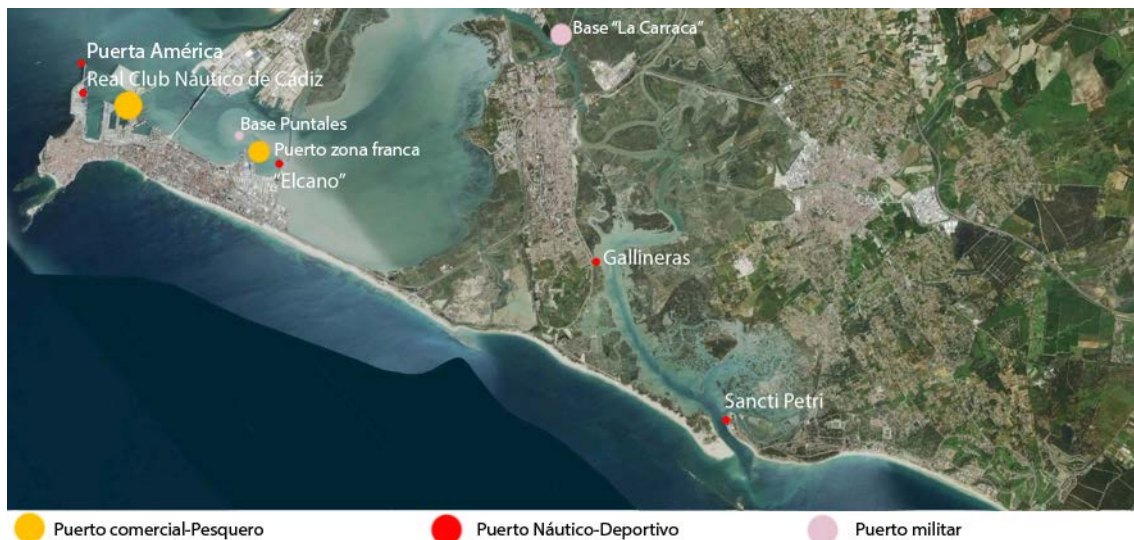 Base "La Carraca"
Puerta América
Real Club Náutico de Cádiz
Base Puntales
Puerto zona franca
"Elcano"
Gallineras
Sancti Petri
Puerto comercial-Pesquero
Puerto Náutico-Deportivo
Puerto militar